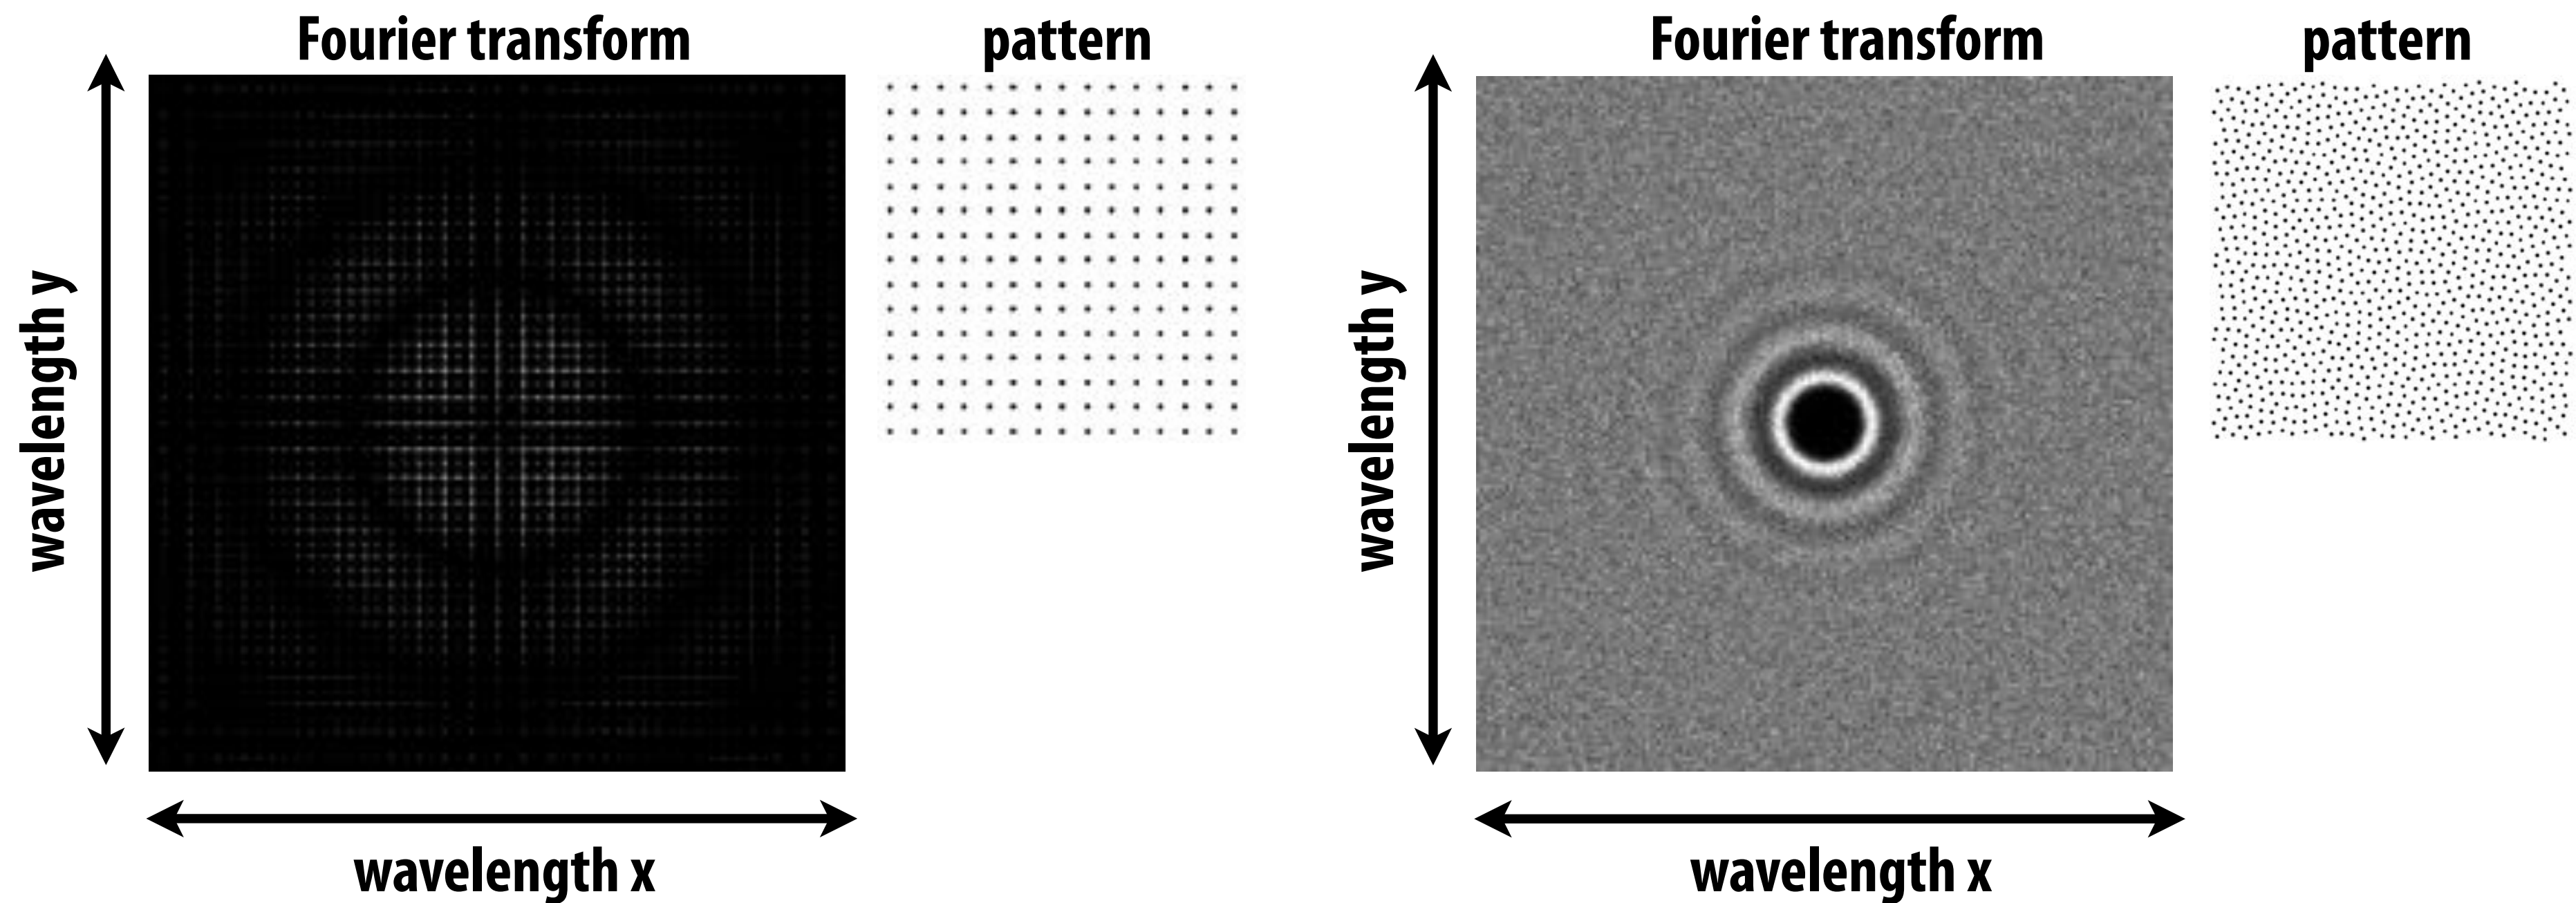 Fourier transform
pattern
wavelength y
wavelength x
Fourier transform
pattern
wavelength y
wavelength x